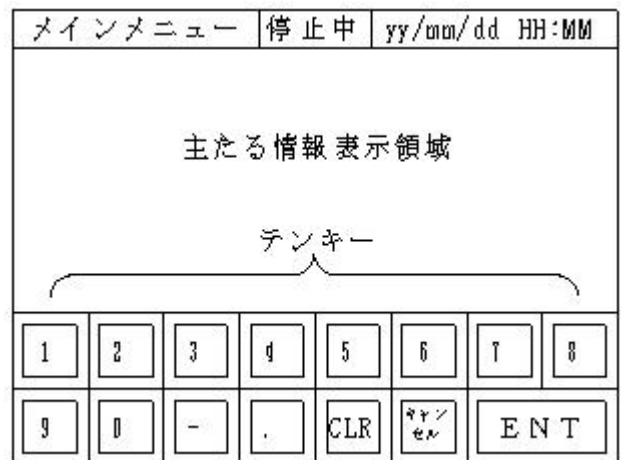 メインメニュー 停止中 yy/mm/dd HH:MM
主たる情報表示領域
テンキー
1 2 3 4 5 6 7 8
9 0 - . CLR キャンセル ENT